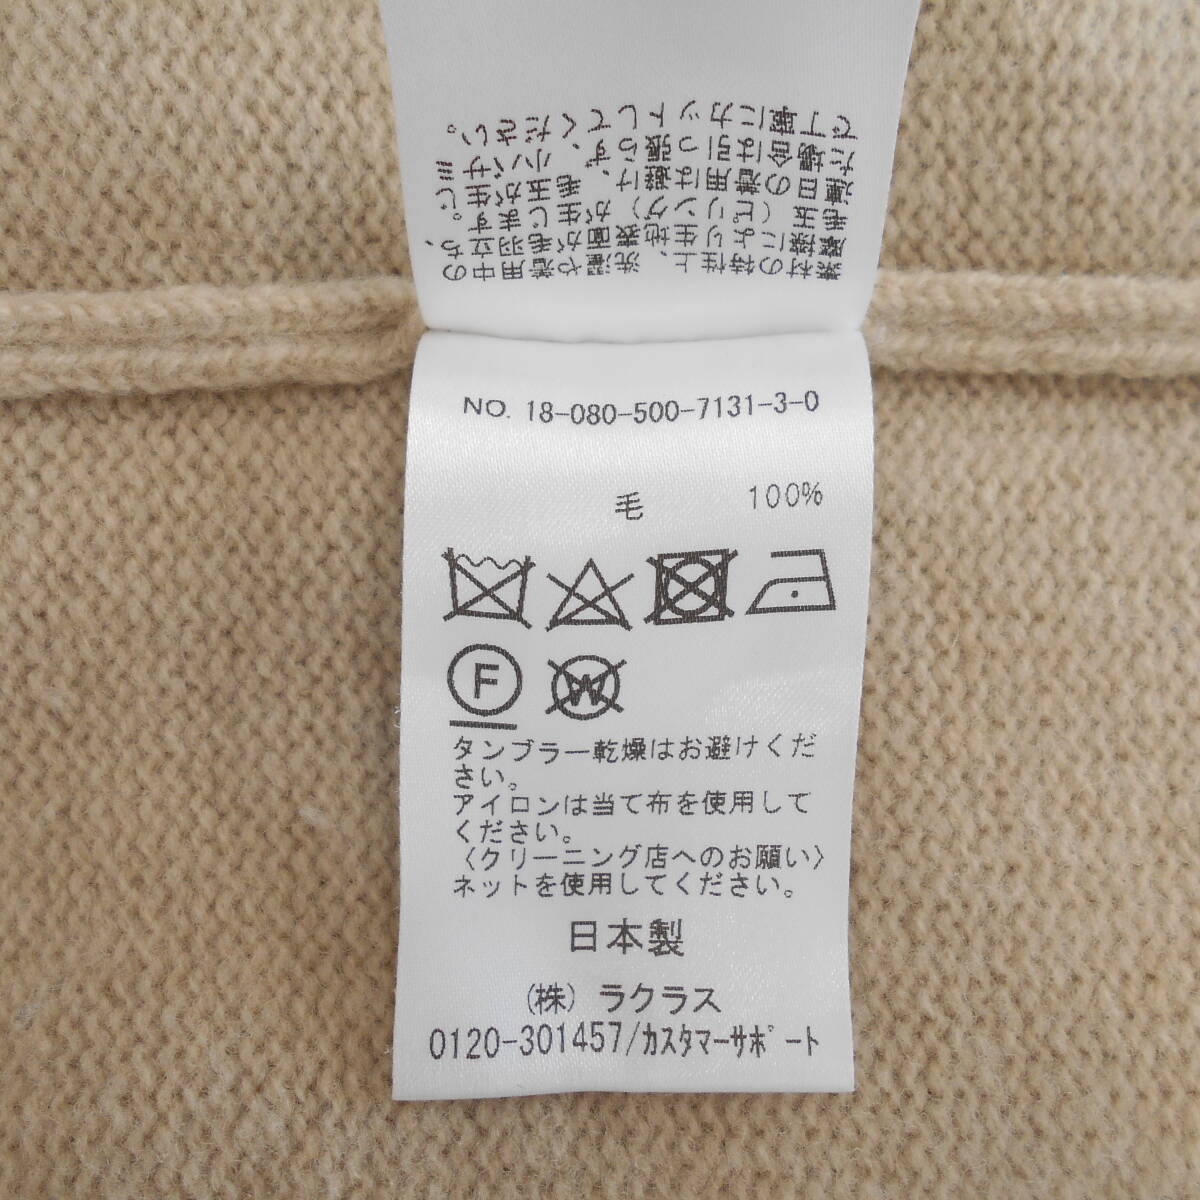 素材の特性上、洗濯や着用中の
摩擦により生地表面が毛羽立ち、
毛玉（ピリング）が生じます。
連日の着用は避け、毛玉が生じ
た場合は引っ張らず、小バサミ
で丁寧にカットしてください。
NO. 18-080-500-7131-3-0
毛 100%
F W
タンブラー乾燥はお避けくだ
さい。
アイロンは当て布を使用して
ください。
〈クリーニング店へのお願い〉
ネットを使用してください。
日本製
(株) ラクラス
0120-301457/ｶｽﾀﾏｰｻﾎﾟｰﾄ